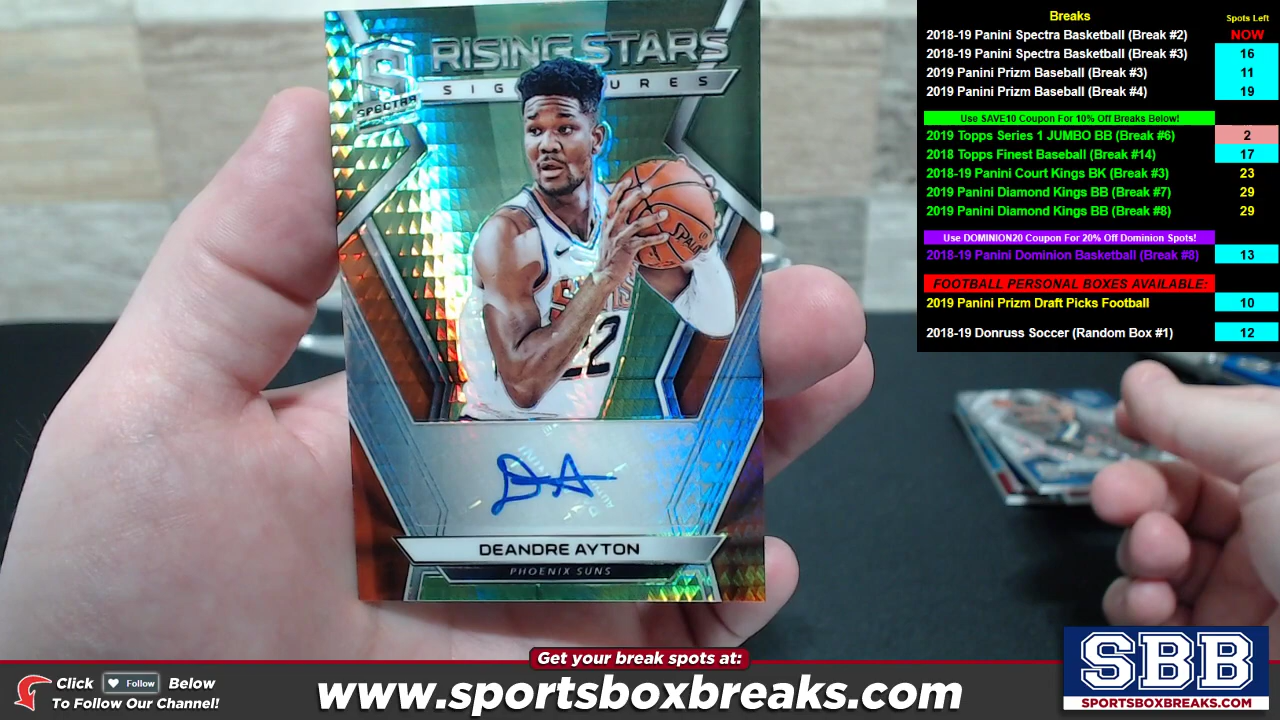 RISING STARS
SIGNATURES
SPECTRA
SPALDING
22
DA
DEANDRE AYTON
PHOENIX SUNS
Breaks Spots Left
2018-19 Panini Spectra Basketball (Break #2) NOW
2018-19 Panini Spectra Basketball (Break #3) 16
2019 Panini Prizm Baseball (Break #3) 11
2019 Panini Prizm Baseball (Break #4) 19
Use SAVE10 Coupon For 10% Off Breaks Below!
2019 Topps Series 1 JUMBO BB (Break #6) 2
2018 Topps Finest Baseball (Break #14) 17
2018-19 Panini Court Kings BK (Break #3) 23
2019 Panini Diamond Kings BB (Break #7) 29
2019 Panini Diamond Kings BB (Break #8) 29
Use DOMINION20 Coupon For 20% Off Dominion Spots!
2018-19 Panini Dominion Basketball (Break #8) 13
FOOTBALL PERSONAL BOXES AVAILABLE:
2019 Panini Prizm Draft Picks Football 10
2018-19 Donruss Soccer (Random Box #1) 12
Get your break spots at:
Click Follow Below
To Follow Our Channel!
www.sportsboxbreaks.com
SBB
SPORTSBOXBREAKS.COM